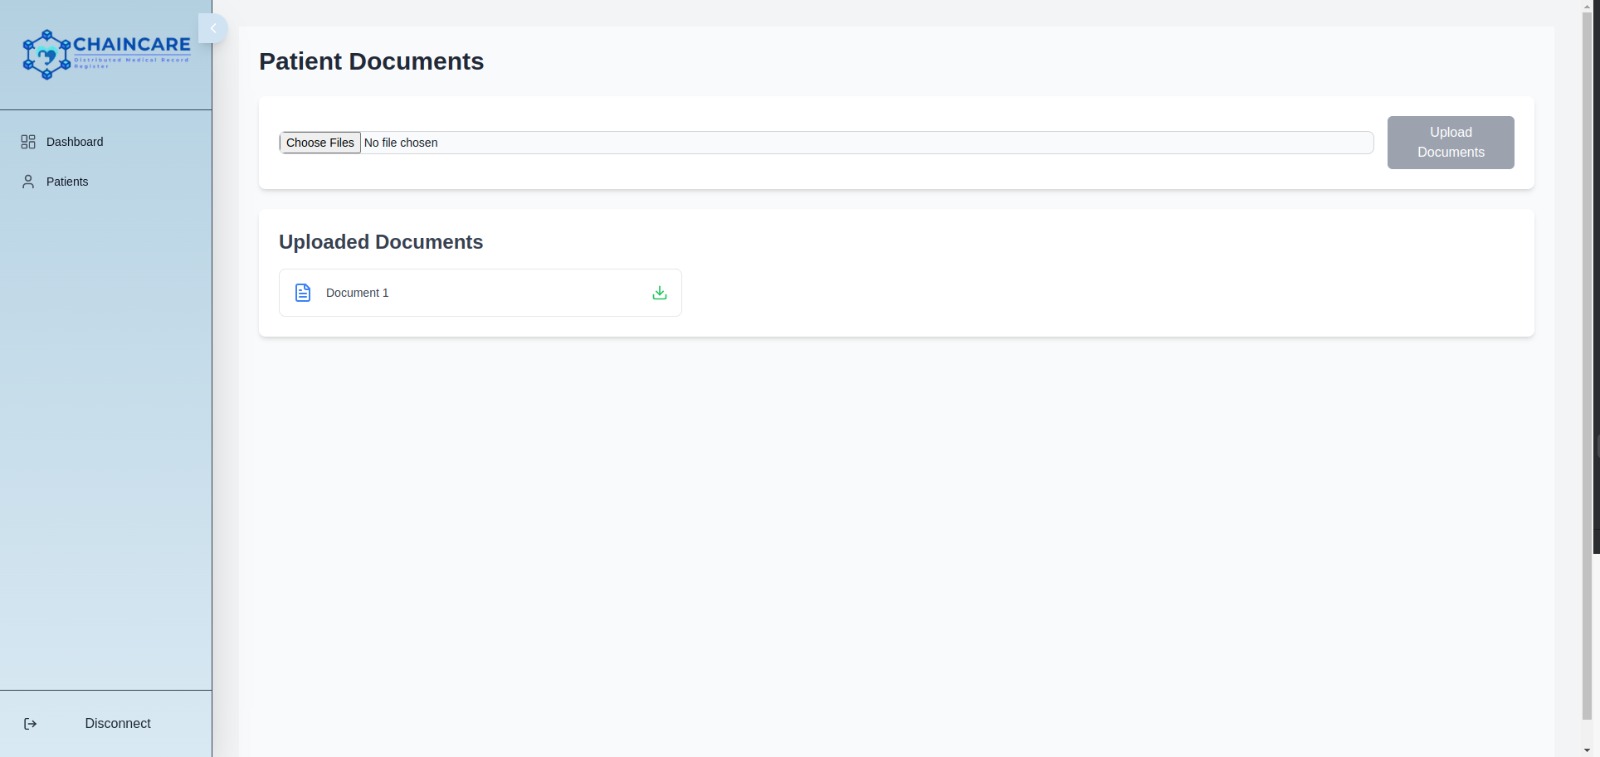 CHAINCARE
Distributed Medical Record
Register
Dashboard
Patients
Disconnect
Patient Documents
Choose Files No file chosen
Upload
Documents
Uploaded Documents
Document 1